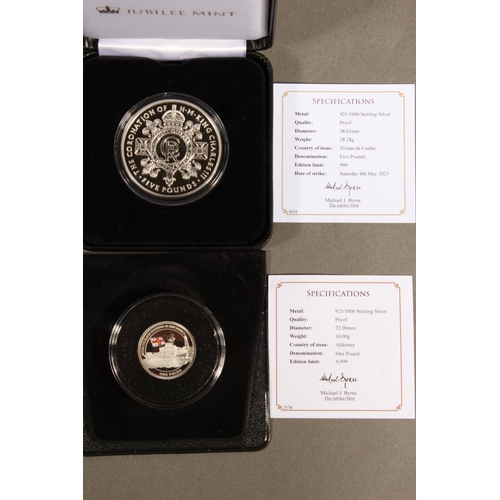 JUBILEE MINT
THE CORONATION OF H·M·KING CHARLES III
FIVE POUNDS
SPECIFICATIONS
Metal: 925/1000 Sterling Silver
Quality: Proof
Diameter: 38.61mm
Weight: 28.28g
Country of issue: Tristan da Cunha
Denomination: Five Pounds
Edition limit: 999
Date of strike: Saturday 6th May 2023
Michael J. Byrne
The Jubilee Mint
SPECIFICATIONS
Metal: 925/1000 Sterling Silver
Quality: Proof
Diameter: 22.00mm
Weight: 10.00g
Country of issue: Alderney
Denomination: One Pound
Edition limit: 9,999
Michael J. Byrne
The Jubilee Mint